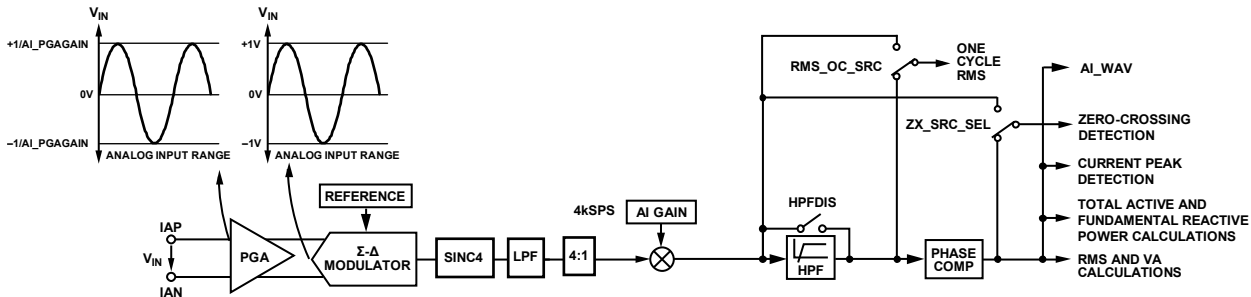 V_IN
+1/AI_PGAGAIN
0V
–1/AI_PGAGAIN
ANALOG INPUT RANGE
V_IN
+1V
0V
–1V
ANALOG INPUT RANGE
REFERENCE
IAP
V_IN
IAN
PGA
Σ-Δ
MODULATOR
SINC4
LPF
4:1
4kSPS
AI GAIN
HPFDIS
HPF
RMS_OC_SRC
ONE
CYCLE
RMS
ZX_SRC_SEL
PHASE
COMP
AI_WAV
ZERO-CROSSING
DETECTION
CURRENT PEAK
DETECTION
TOTAL ACTIVE AND
FUNDAMENTAL REACTIVE
POWER CALCULATIONS
RMS AND VA
CALCULATIONS